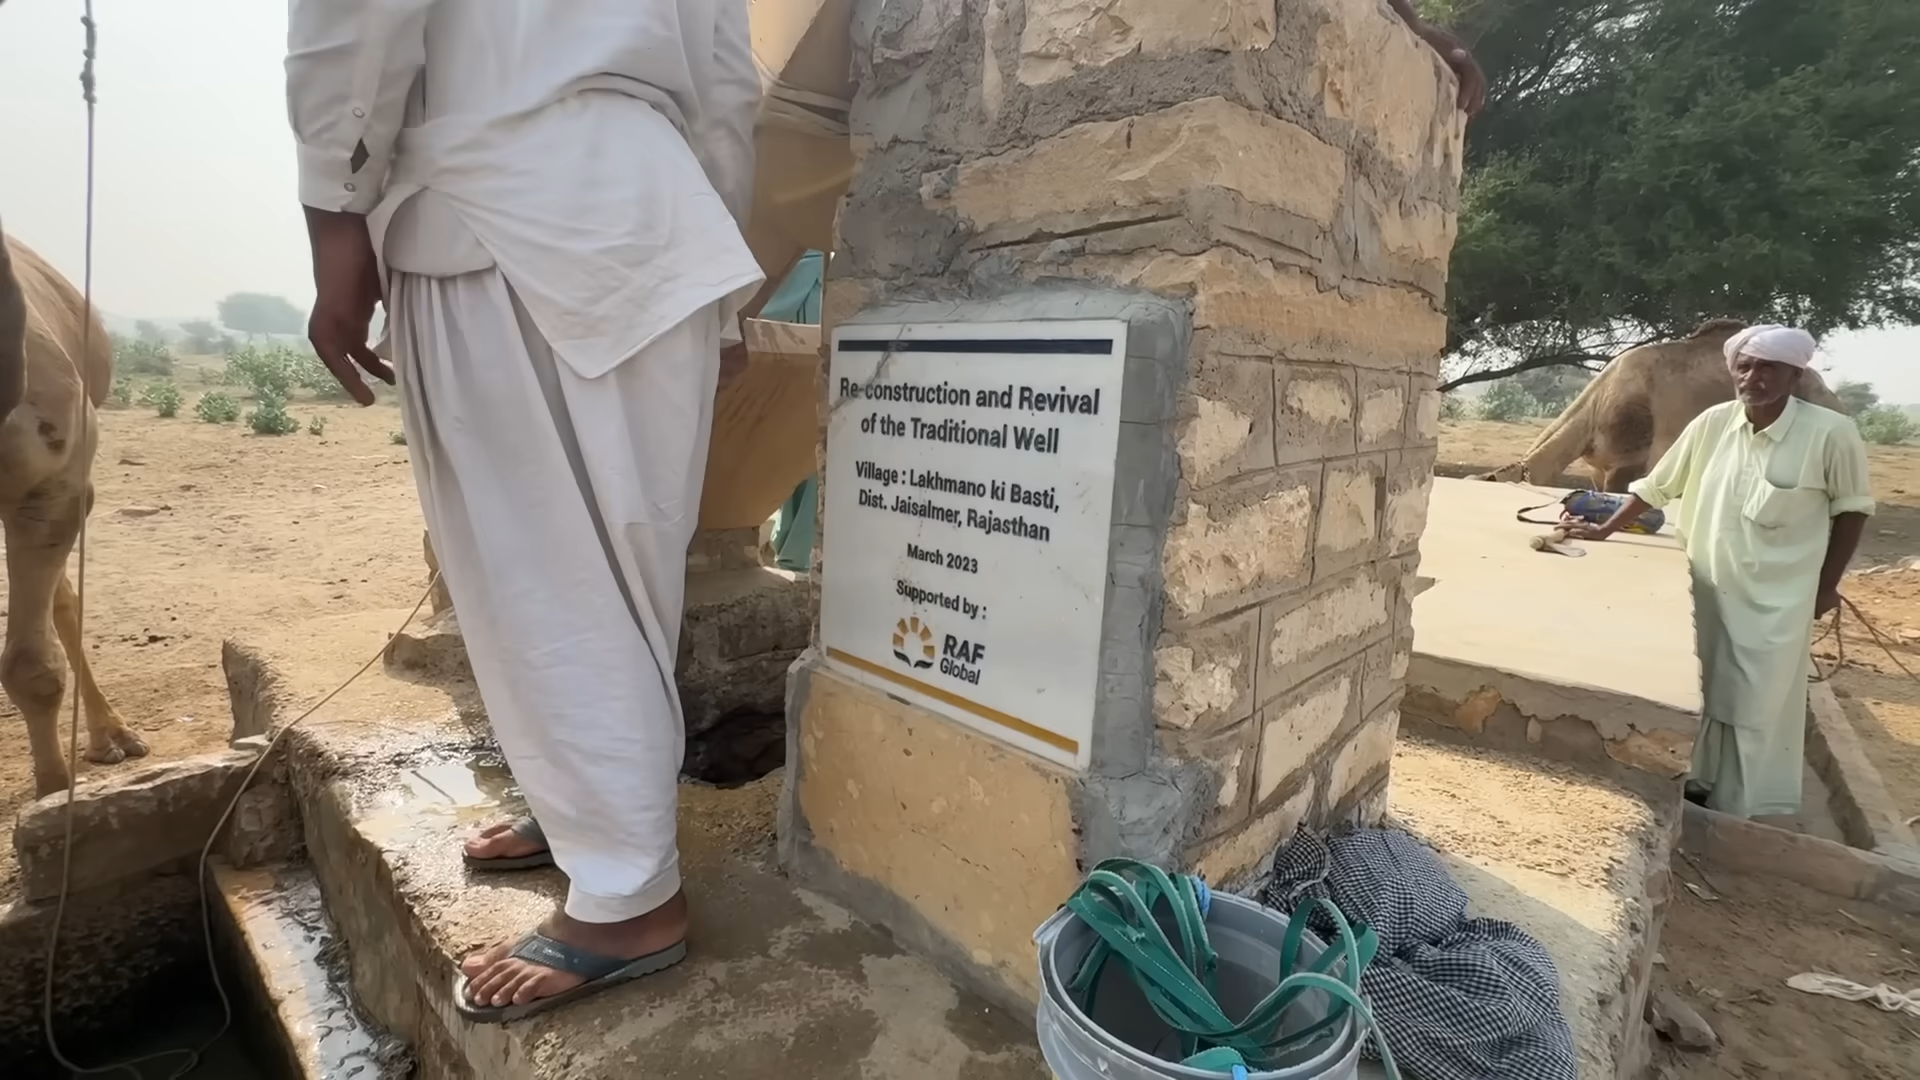 Re-construction and Revival
of the Traditional Well
Village : Lakhmano ki Basti,
Dist. Jaisalmer, Rajasthan
March 2023
Supported by :
RAF
Global